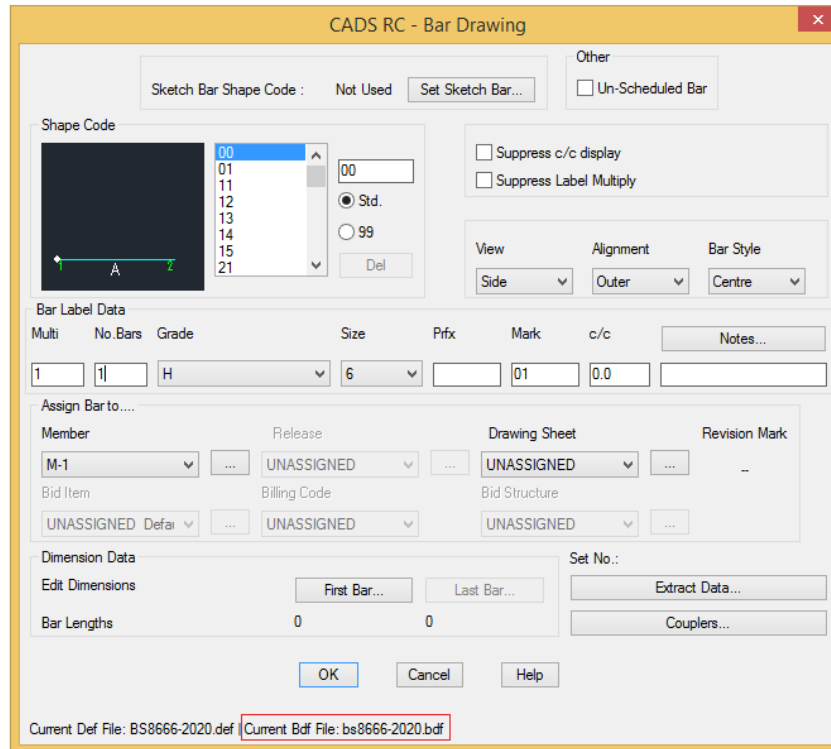 CADS RC - Bar Drawing
x
Other
Sketch Bar Shape Code : Not Used Set Sketch Bar... Un-Scheduled Bar
Shape Code
00
01
11
12
13
14
15
21
00
Std.
99
Del
1 A 2
Suppress c/c display
Suppress Label Multiply
View Alignment Bar Style
Side Outer Centre
Bar Label Data
Multi No.Bars Grade Size Prfx Mark c/c Notes...
1 1 H 6 01 0.0
Assign Bar to....
Member Release Drawing Sheet Revision Mark
M-1 ... UNASSIGNED ... UNASSIGNED ... --
Bid Item Billing Code Bid Structure
UNASSIGNED Defau ... UNASSIGNED UNASSIGNED ...
Dimension Data Set No.:
Edit Dimensions First Bar... Last Bar... Extract Data...
Bar Lengths 0 0 Couplers...
OK Cancel Help
Current Def File: BS8666-2020.def | Current Bdf File: bs8666-2020.bdf